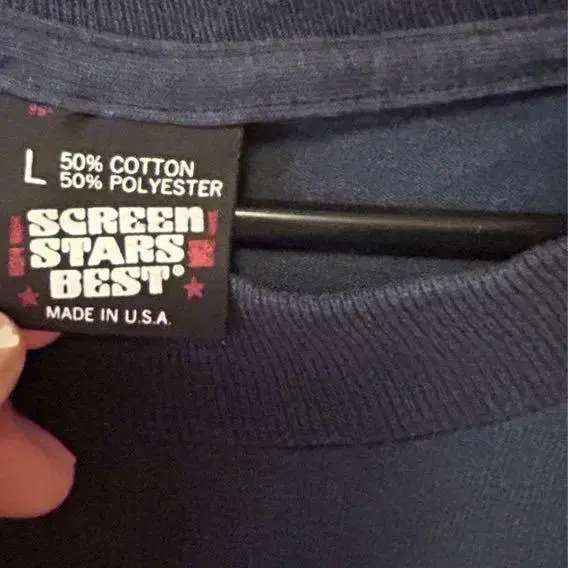 L 50% COTTON
50% POLYESTER
SCREEN
STARS
BEST®
MADE IN U.S.A.